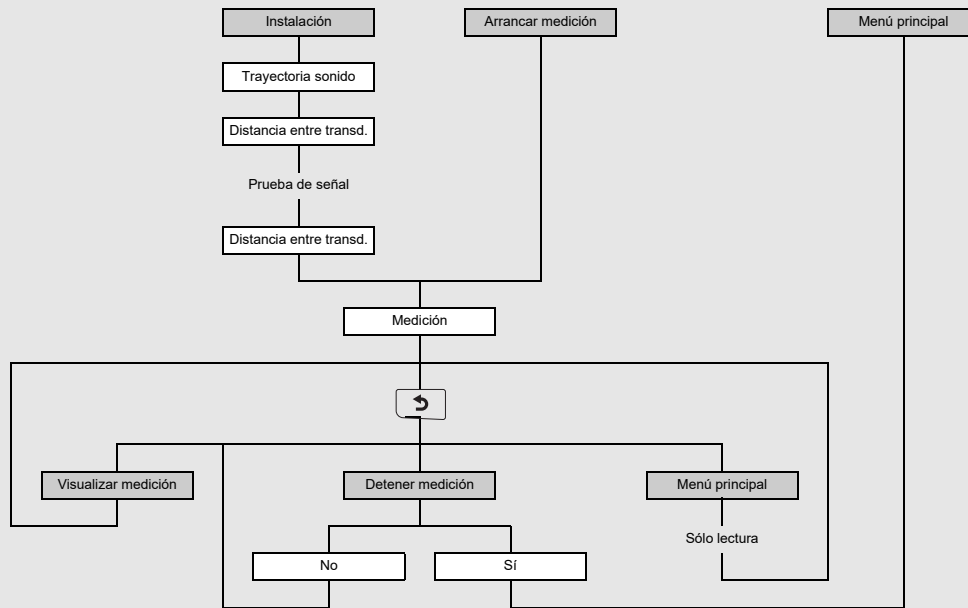 Instalación
Arrancar medición
Menú principal
Trayectoria sonido
Distancia entre transd.
Prueba de señal
Distancia entre transd.
Medición
Visualizar medición
Detener medición
Menú principal
Sólo lectura
No
Sí